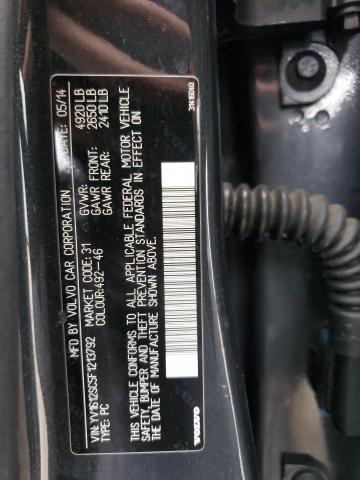 MFD BY VOLVO CAR CORPORATION DATE: 05/14
GVWR: 4920 LB
GAWR FRONT: 2650 LB
GAWR REAR: 2410 LB
VIN: YV1612SC5F1213792 MARKET CODE: 31
TYPE: PC COLOUR: 492-46
THIS VEHICLE CONFORMS TO ALL APPLICABLE FEDERAL MOTOR VEHICLE
SAFETY, BUMPER AND THEFT PREVENTION STANDARDS IN EFFECT ON
THE DATE OF MANUFACTURE SHOWN ABOVE.
VOLVO